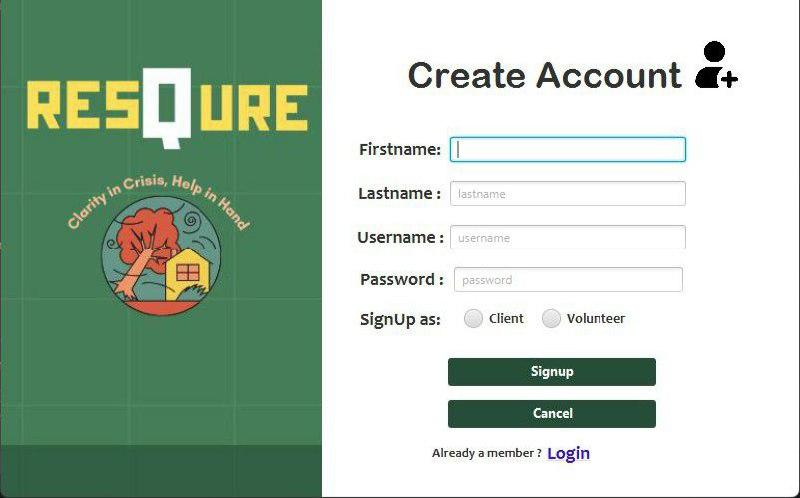 RESQURE
Clarity in Crisis, Help in Hand
Create Account
Firstname:
Lastname : lastname
Username : username
Password : password
SignUp as: Client Volunteer
Signup
Cancel
Already a member ? Login